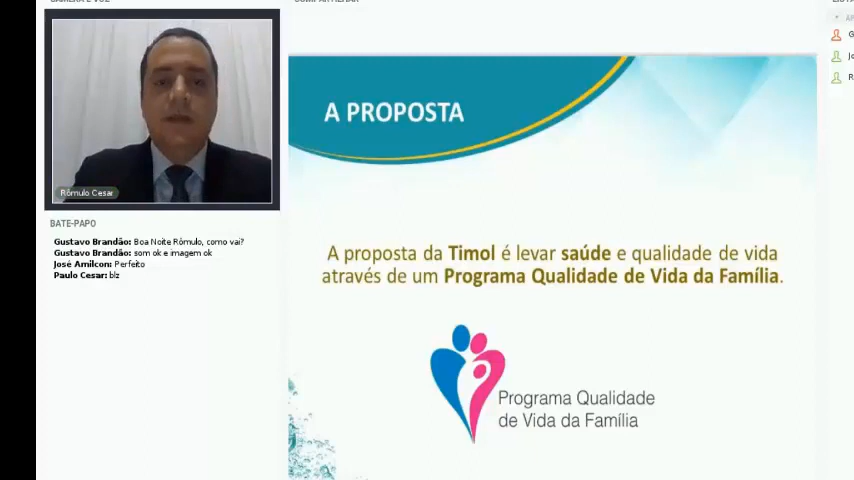 Rômulo Cesar
BATE-PAPO
Gustavo Brandão: Boa Noite Rômulo, como vai?
Gustavo Brandão: som ok e imagem ok
José Amilcon: Perfeito
Paulo Cesar: blz
A PROPOSTA
A proposta da Timol é levar saúde e qualidade de vida
através de um Programa Qualidade de Vida da Família.
Programa Qualidade
de Vida da Família